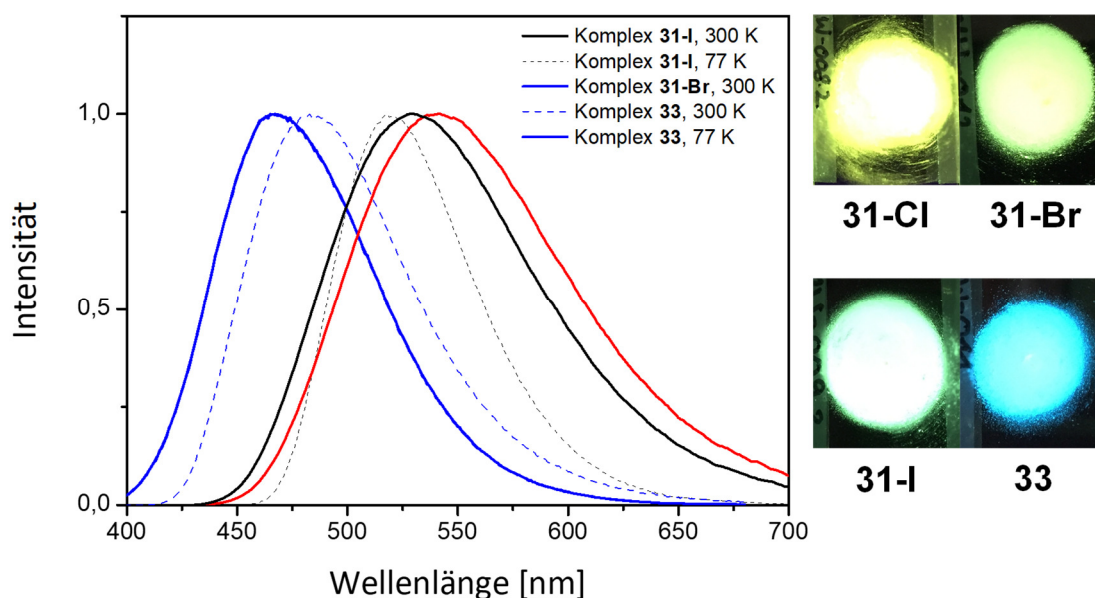 Komplex 31-I, 300 K
Komplex 31-I, 77 K
Komplex 31-Br, 300 K
Komplex 33, 300 K
Komplex 33, 77 K
Intensität
1,0
0,5
0,0
400 450 500 550 600 650 700
Wellenlänge [nm]
31-Cl 31-Br
31-I 33